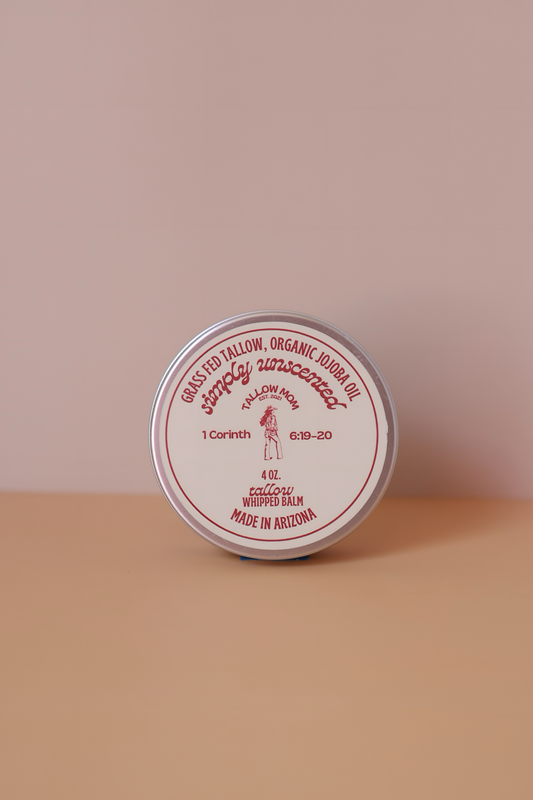 GRASS FED TALLOW, ORGANIC JOJOBA OIL
simply unscented
TALLOW MOM
EST. 2021
1 Corinth 6:19-20
4 OZ.
tallow
WHIPPED BALM
MADE IN ARIZONA